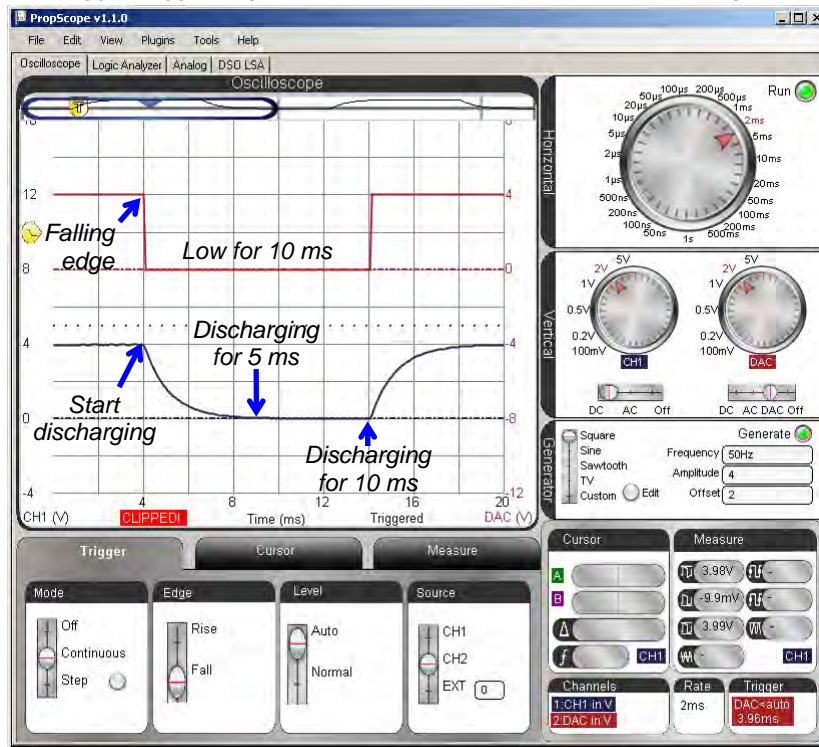 PropScope v1.1.0
File Edit View Plugins Tools Help
Oscilloscope Logic Analyzer Analog DSO LSA
Oscilloscope
T
12 4
Falling edge
Low for 10 ms
8 0
Discharging for 5 ms
4 -4
Start discharging
0 -8
Discharging for 10 ms
-4 4 8 12 16 20 -12
CH1 (V) CLIPPED! Time (ms) Triggered DAC (V)
Horizontal
Run
50µs 100µs 200µs 500µs
20µs 1ms
10µs 2ms
5µs 5ms
2µs 10ms
1µs 20ms
500ns 50ms
200ns 100ms
100ns 200ms
50ns 1s 500ms
Vertical
5V
2V
1V
0.5V
0.2V
100mV
CH1
DC AC Off
5V
2V
1V
0.5V
0.2V
100mV
DAC
DC AC DAC Off
Generator
Square
Sine
Sawtooth
TV
Custom Edit
Generate
Frequency 50Hz
Amplitude 4
Offset 2
Trigger Cursor Measure
Mode
Off
Continuous
Step
Edge
Rise
Fall
Level
Auto
Normal
Source
CH1
CH2
EXT 0
Cursor
A
B
Δ
f CH1
Measure
3.98V -
-9.9mV -
3.99V -
- CH1
Channels
1:CH1 in V
2:DAC in V
Rate
2ms
Trigger
DAC<auto
3.96ms